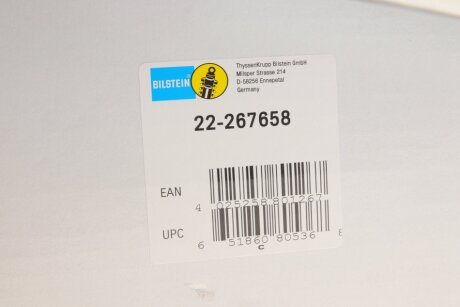 BILSTEIN
ThyssenKrupp Bilstein GmbH
Milsper Strasse 214
D-58256 Ennepetal
Germany
22-267658
EAN
4 025258 801267
UPC
6 51860 80536 8
C